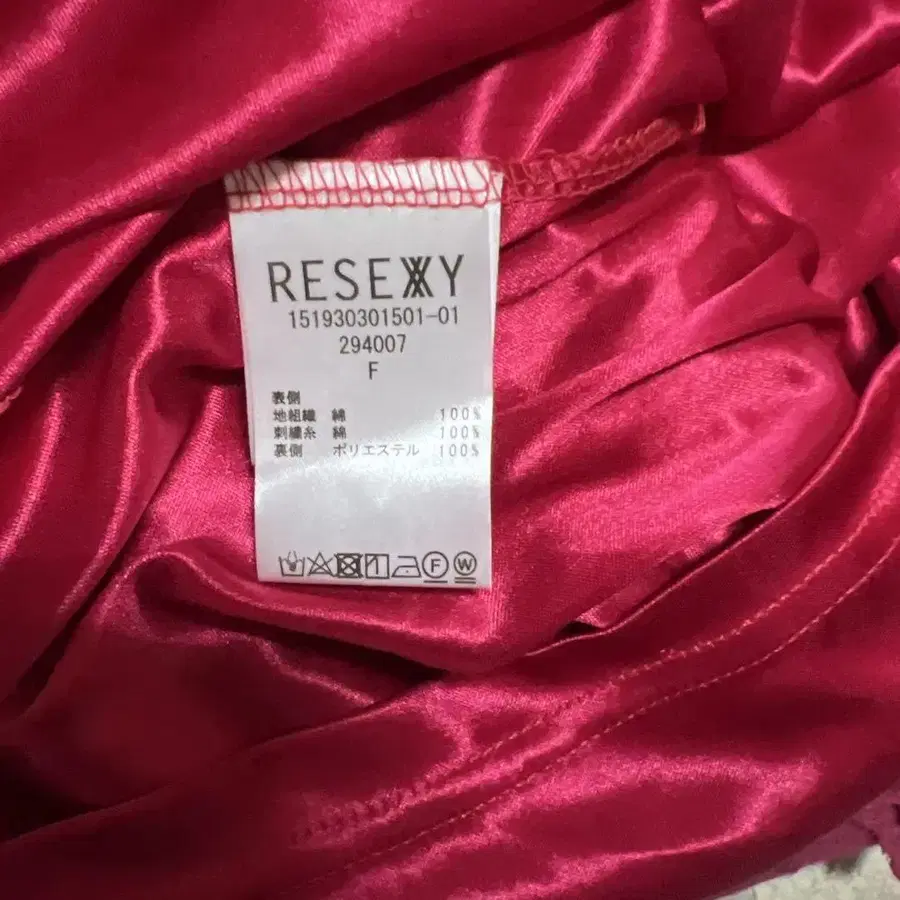 RESEXXY
151930301501-01
294007
F
表側
地組織 綿 100%
刺繍糸 綿 100%
裏側 ポリエステル 100%
F W